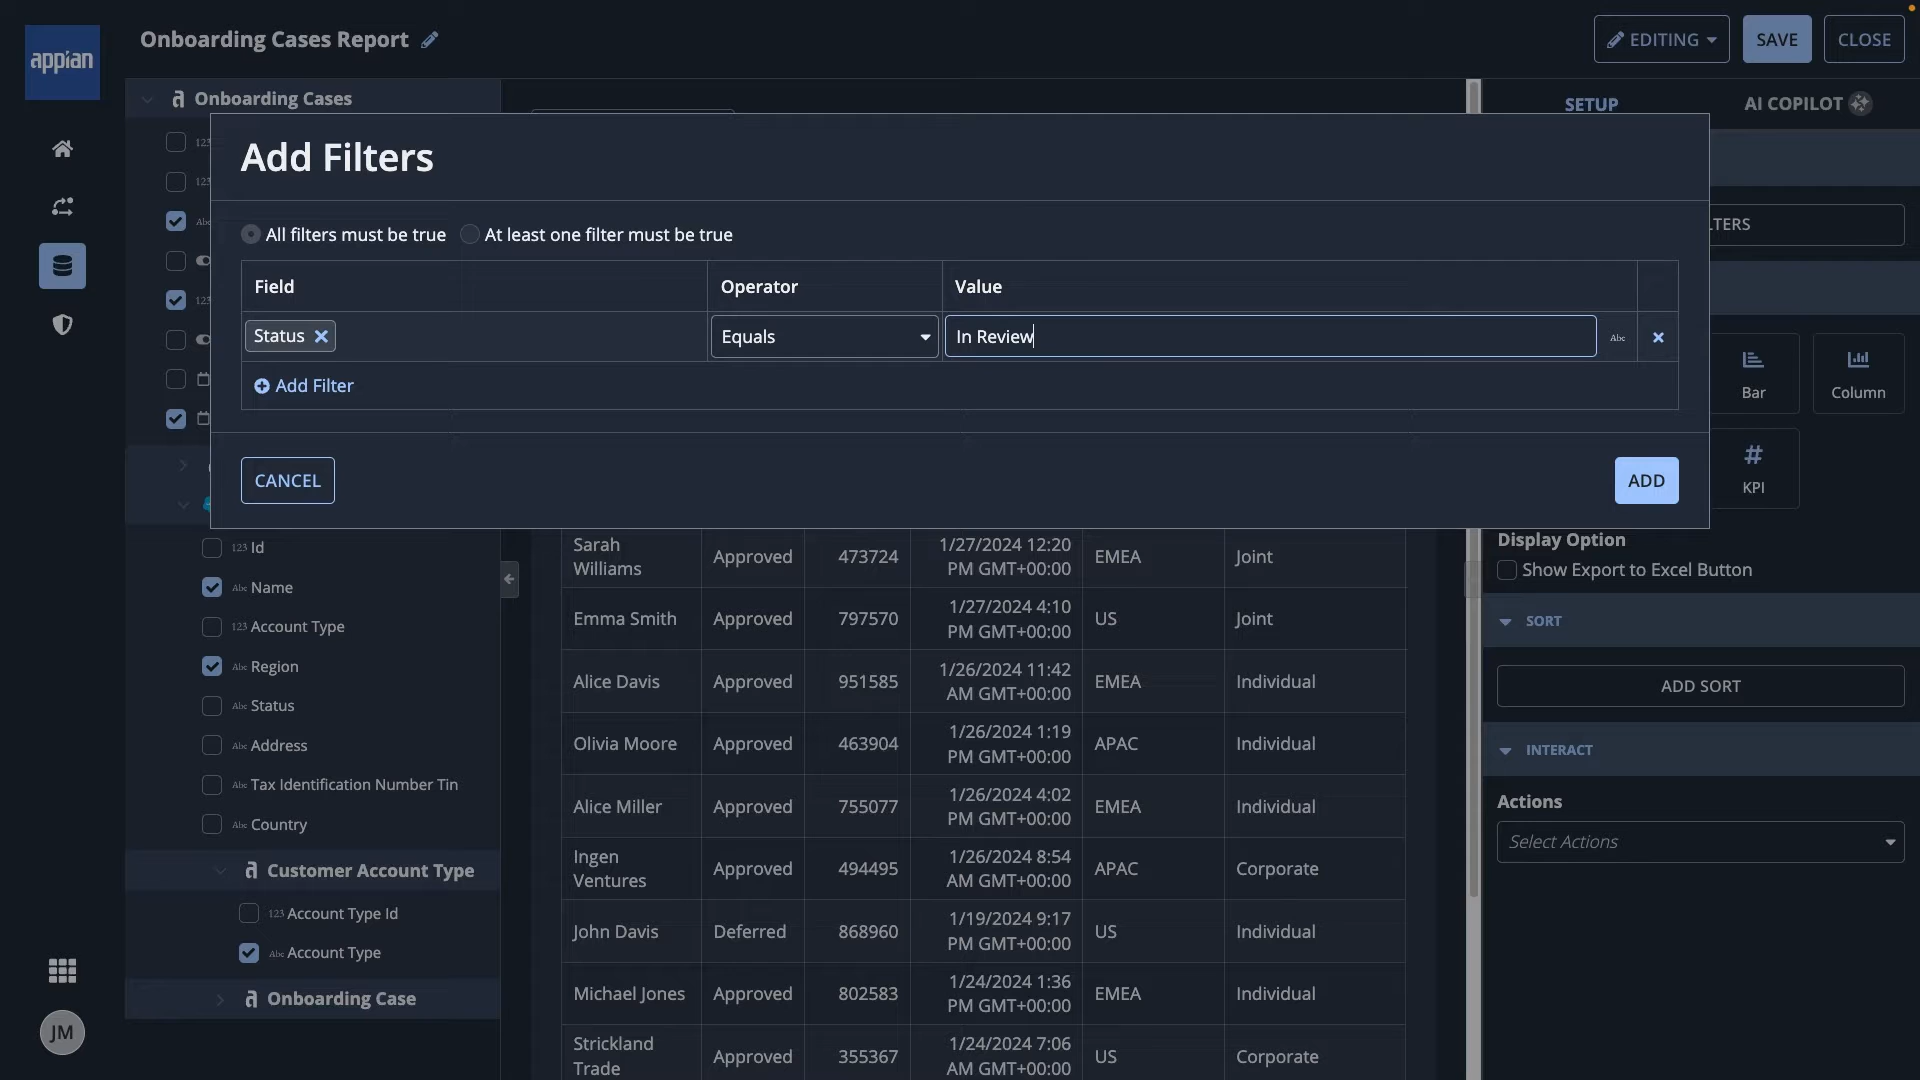 appian
Onboarding Cases Report
EDITING
SAVE
CLOSE
Onboarding Cases
SETUP
AI COPILOT
Add Filters
All filters must be true
At least one filter must be true
Field
Operator
Value
Status
Equals
In Review
Abc
Add Filter
CANCEL
ADD
Bar
Column
# KPI
123 Id
Abc Name
123 Account Type
Abc Region
Abc Status
Abc Address
Abc Tax Identification Number Tin
Abc Country
Customer Account Type
123 Account Type Id
Abc Account Type
Onboarding Case
JM
Sarah
Williams
Approved
473724
1/27/2024 12:20
PM GMT+00:00
EMEA
Joint
Emma Smith
Approved
797570
1/27/2024 4:10
PM GMT+00:00
US
Joint
Alice Davis
Approved
951585
1/26/2024 11:42
AM GMT+00:00
EMEA
Individual
Olivia Moore
Approved
463904
1/26/2024 1:19
PM GMT+00:00
APAC
Individual
Alice Miller
Approved
755077
1/26/2024 4:02
PM GMT+00:00
EMEA
Individual
Ingen
Ventures
Approved
494495
1/26/2024 8:54
AM GMT+00:00
APAC
Corporate
John Davis
Deferred
868960
1/19/2024 9:17
PM GMT+00:00
US
Individual
Michael Jones
Approved
802583
1/24/2024 1:36
PM GMT+00:00
EMEA
Individual
Strickland
Trade
Approved
355367
1/24/2024 7:06
AM GMT+00:00
US
Corporate
Display Option
Show Export to Excel Button
SORT
ADD SORT
INTERACT
Actions
Select Actions